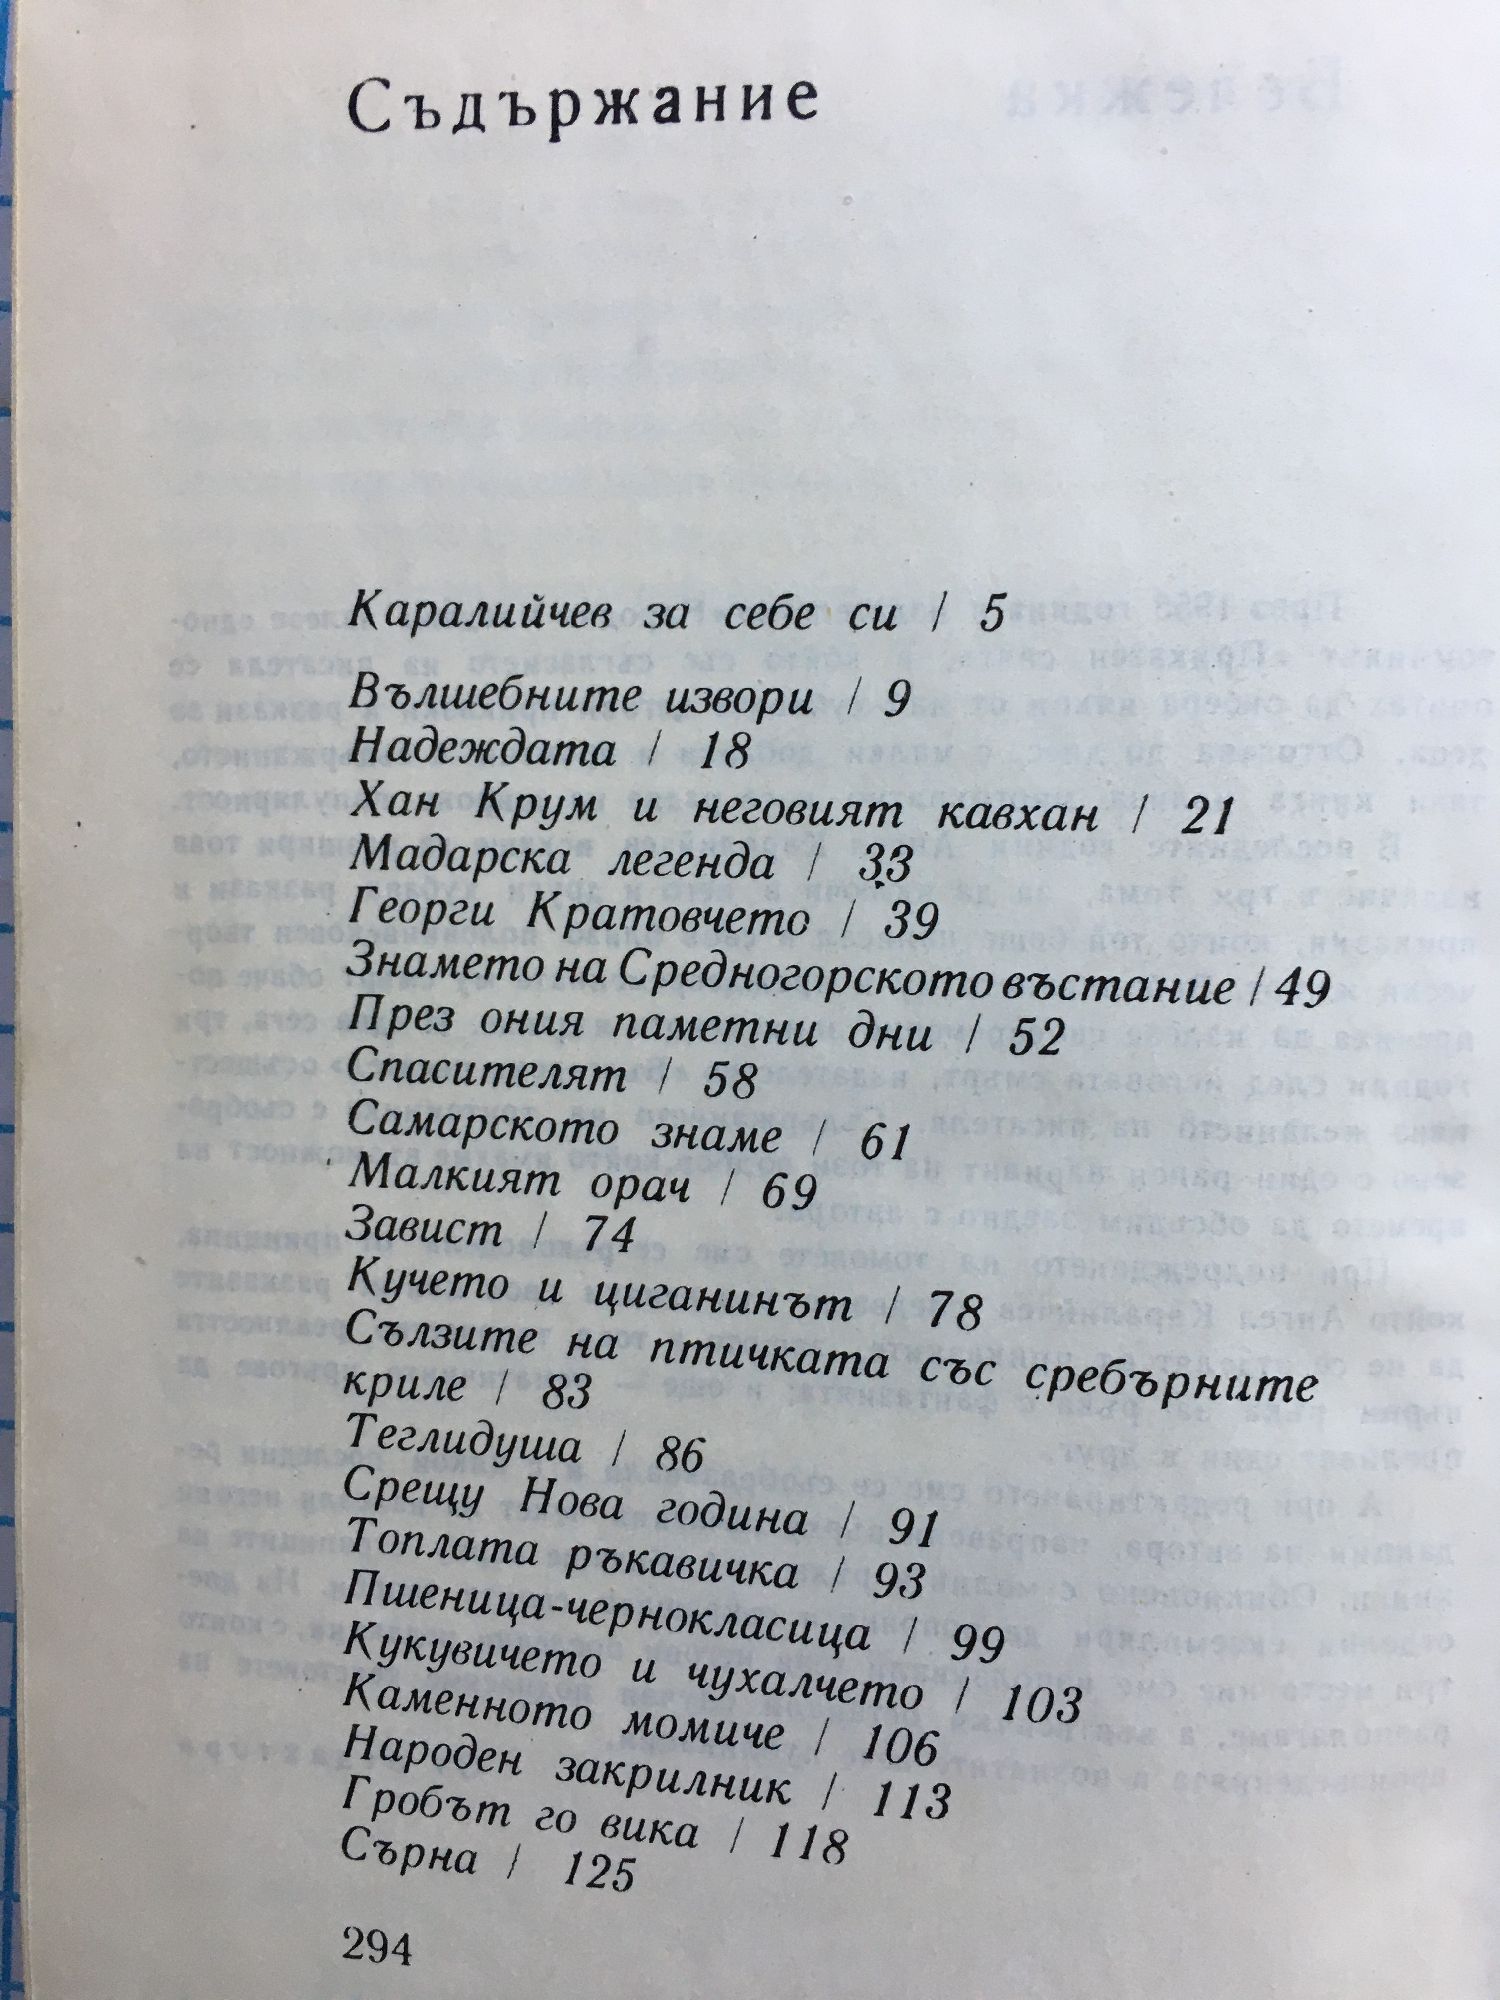 Съдържание
Каралийчев за себе си / 5
Вълшебните извори / 9
Надеждата / 18
Хан Крум и неговият кавхан / 21
Мадарска легенда / 33
Георги Кратовчето / 39
Знамето на Средногорското въстание / 49
През ония паметни дни / 52
Спасителят / 58
Самарското знаме / 61
Малкият орач / 69
Завист / 74
Кучето и циганинът / 78
Сълзите на птичката със сребърните
криле / 83
Теглидуша / 86
Срещу Нова година / 91
Топлата ръкавичка / 93
Пшеница-чернокласица / 99
Кукувичето и чухалчето / 103
Каменното момиче / 106
Народен закрилник / 113
Гробът го вика / 118
Сърна / 125
294